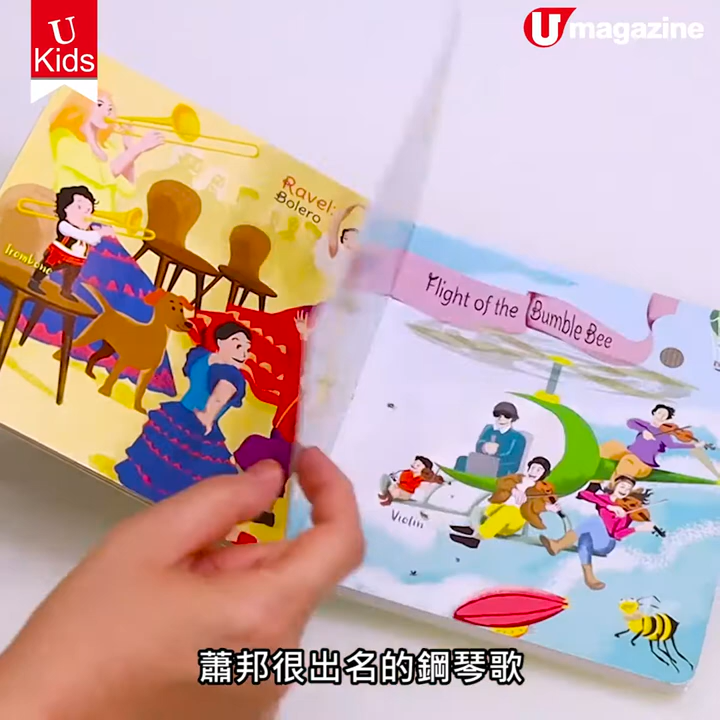 U
Kids
U magazine
Ravel:
Bolero
Trombone
Flight of the Bumble Bee
Violin
蕭邦很出名的鋼琴歌